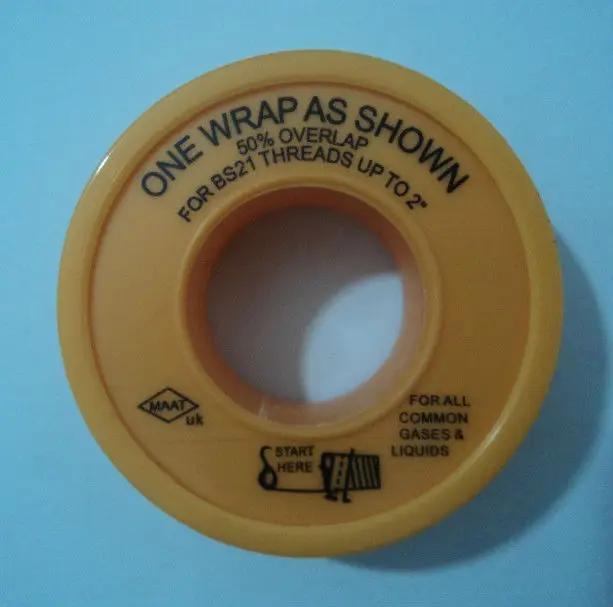 ONE WRAP AS SHOWN
50% OVERLAP
FOR BS21 THREADS UP TO 2"
MAAT
uk
START
HERE
FOR ALL
COMMON
GASES &
LIQUIDS